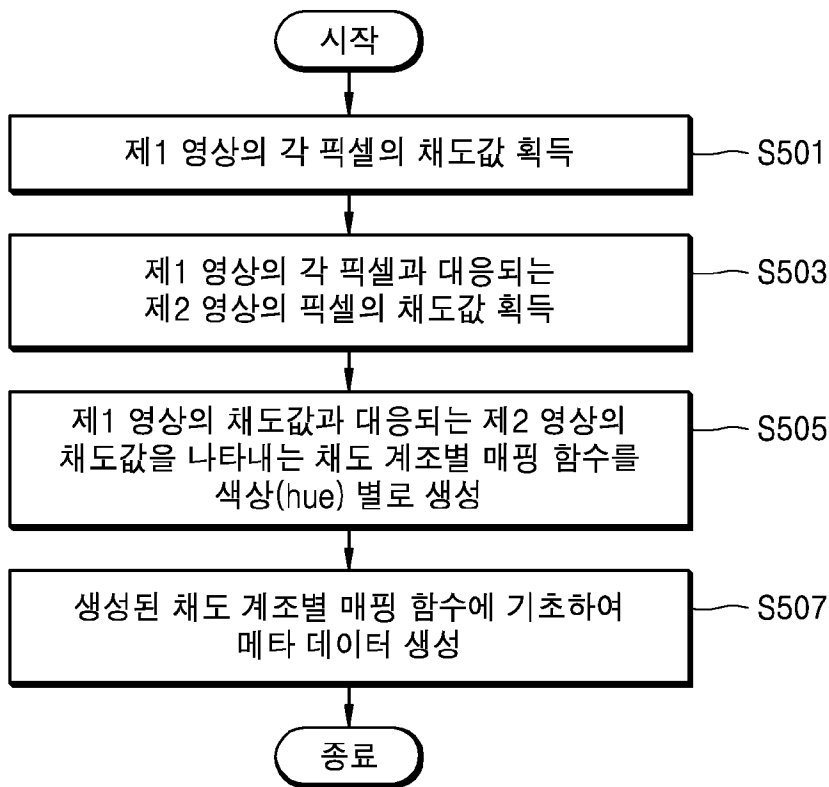 시작
제1 영상의 각 픽셀의 채도값 획득
S501
제1 영상의 각 픽셀과 대응되는
제2 영상의 픽셀의 채도값 획득
S503
제1 영상의 채도값과 대응되는 제2 영상의
채도값을 나타내는 채도 계조별 매핑 함수를
색상(hue) 별로 생성
S505
생성된 채도 계조별 매핑 함수에 기초하여
메타 데이터 생성
S507
종료